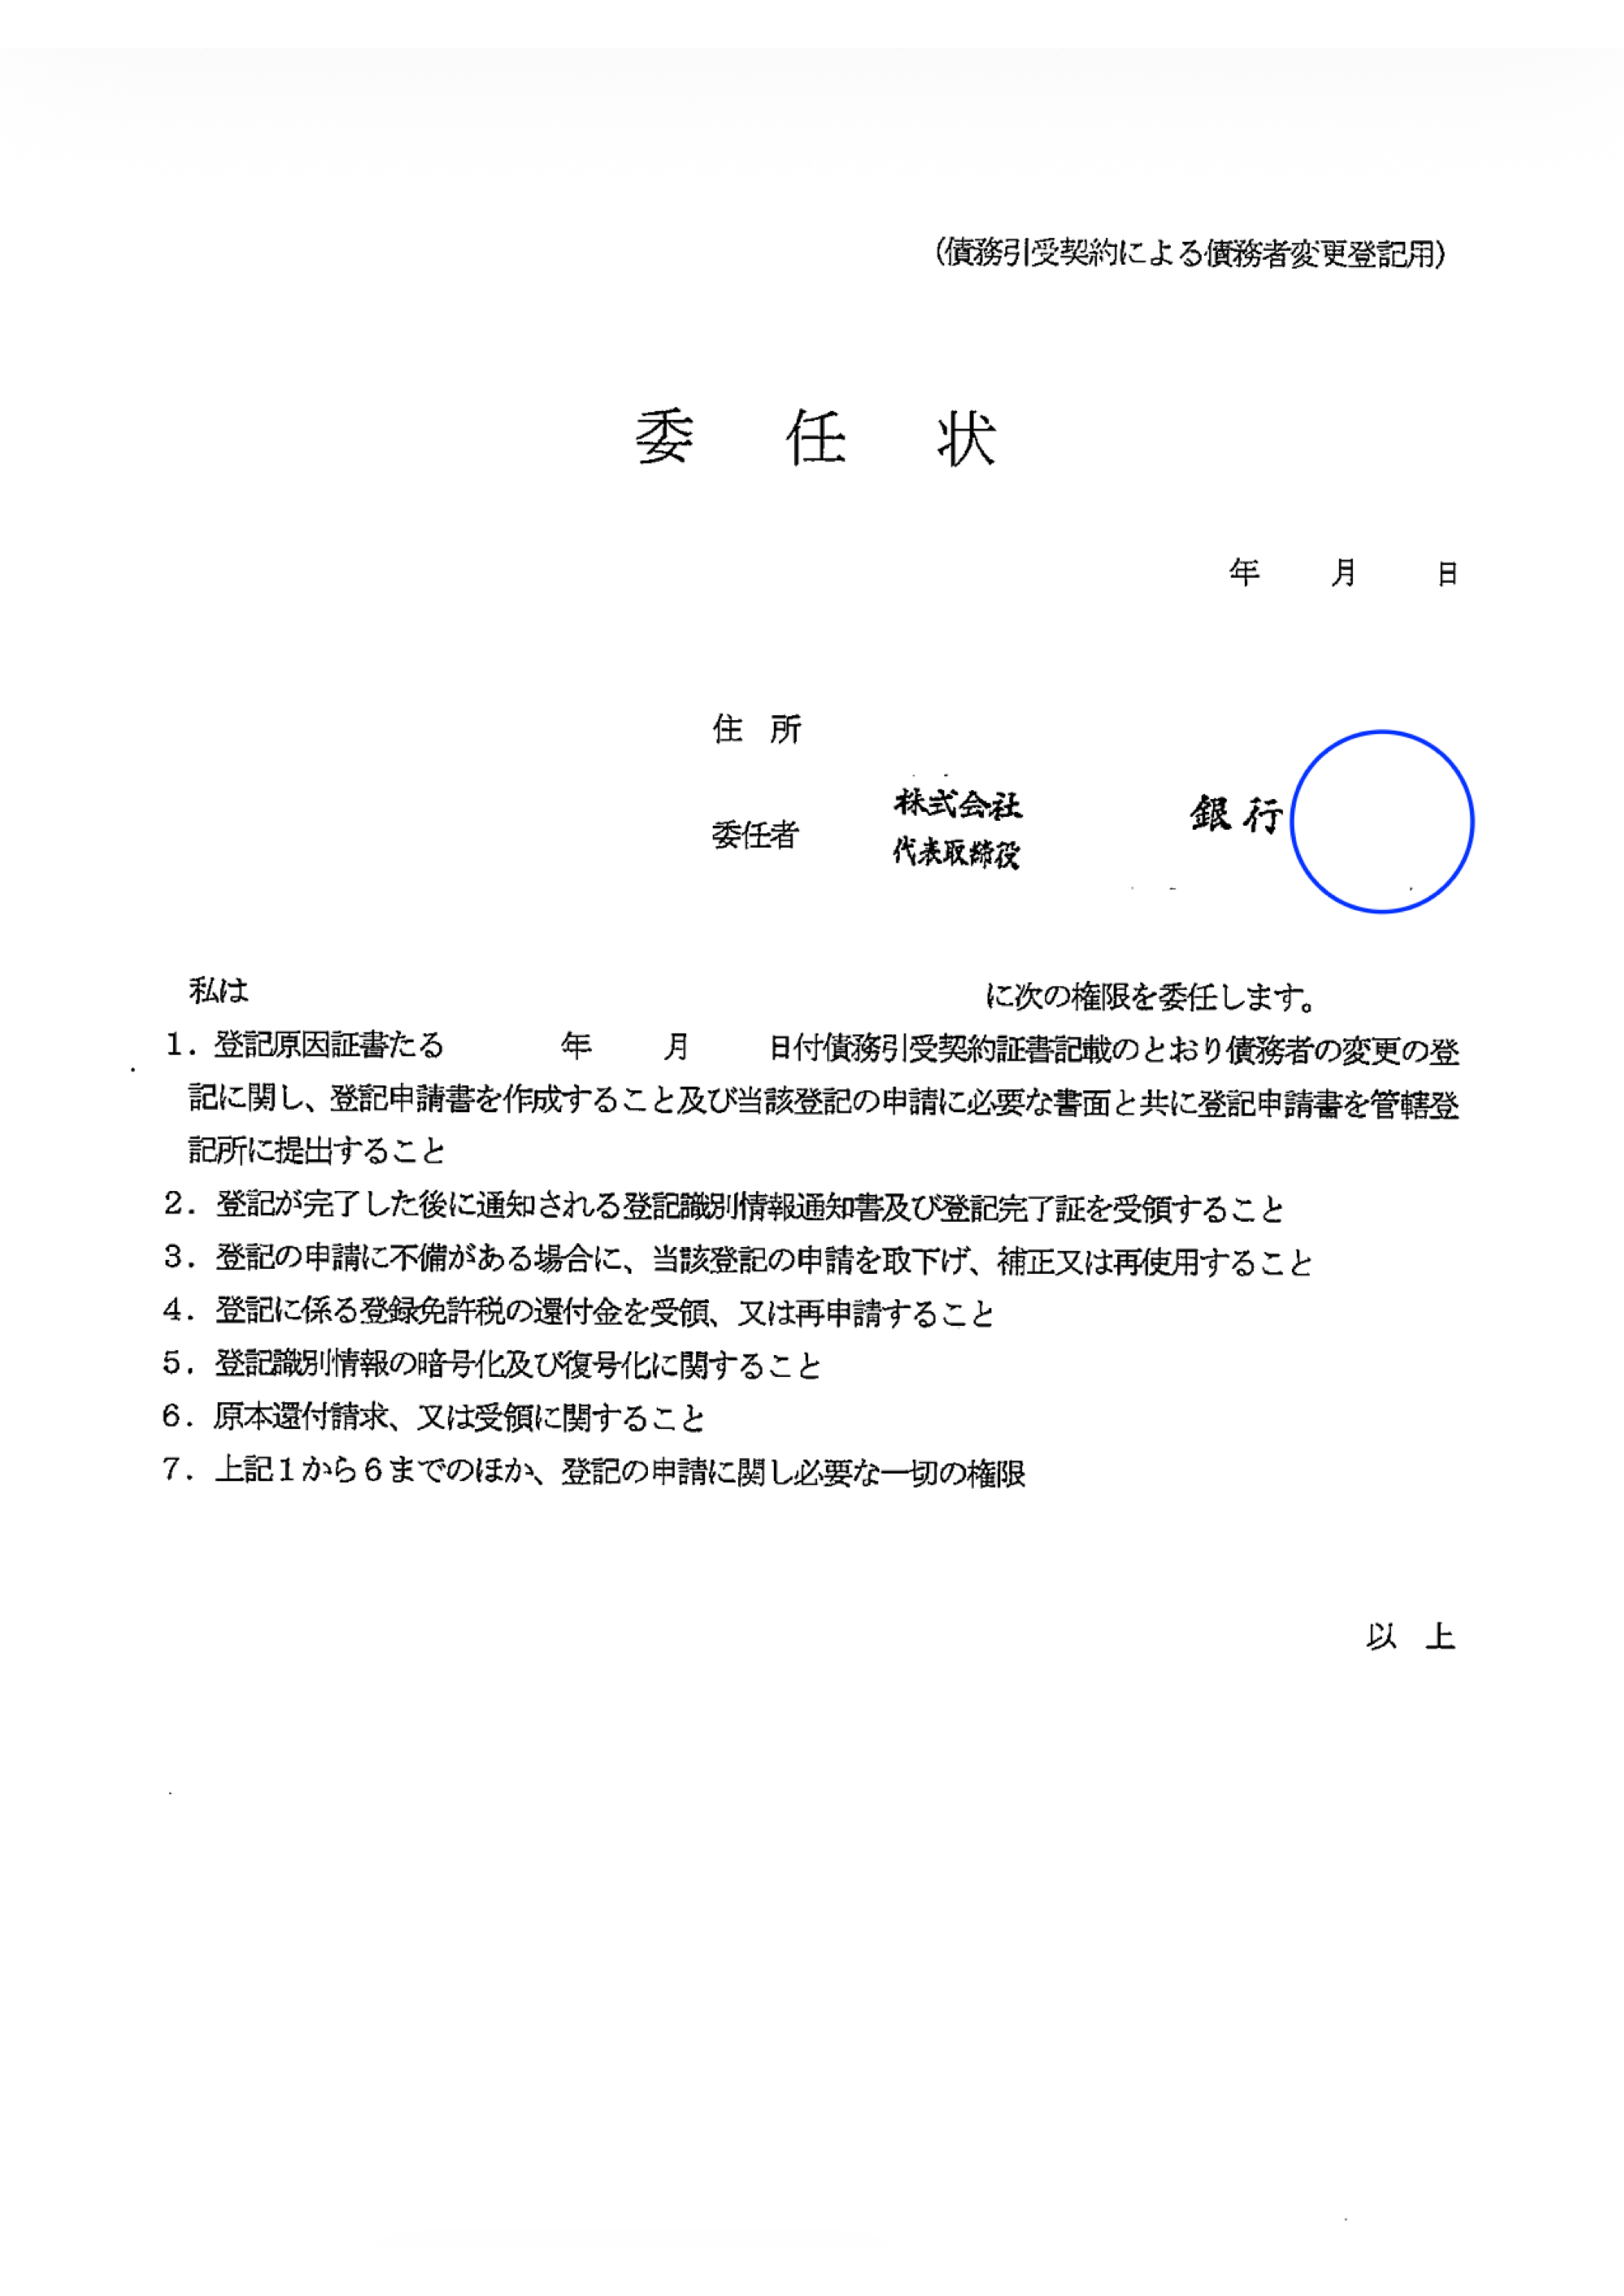 (債務引受契約による債務者変更登記用)
委　任　状
年　月　日
住　所
委任者　株式会社　　　銀行
代表取締役
私は　　　　　　　　に次の権限を委任します。
1．登記原因証書たる　　　年　　月　　日付債務引受契約証書記載のとおり債務者の変更の登
記に関し、登記申請書を作成すること及び当該登記の申請に必要な書面と共に登記申請書を管轄登
記所に提出すること
2．登記が完了した後に通知される登記識別情報通知書及び登記完了証を受領すること
3．登記の申請に不備がある場合に、当該登記の申請を取下げ、補正又は再使用すること
4．登記に係る登録免許税の還付金を受領、又は再申請すること
5．登記識別情報の暗号化及び復号化に関すること
6．原本還付請求、又は受領に関すること
7．上記１から６までのほか、登記の申請に関し必要な一切の権限
以　上